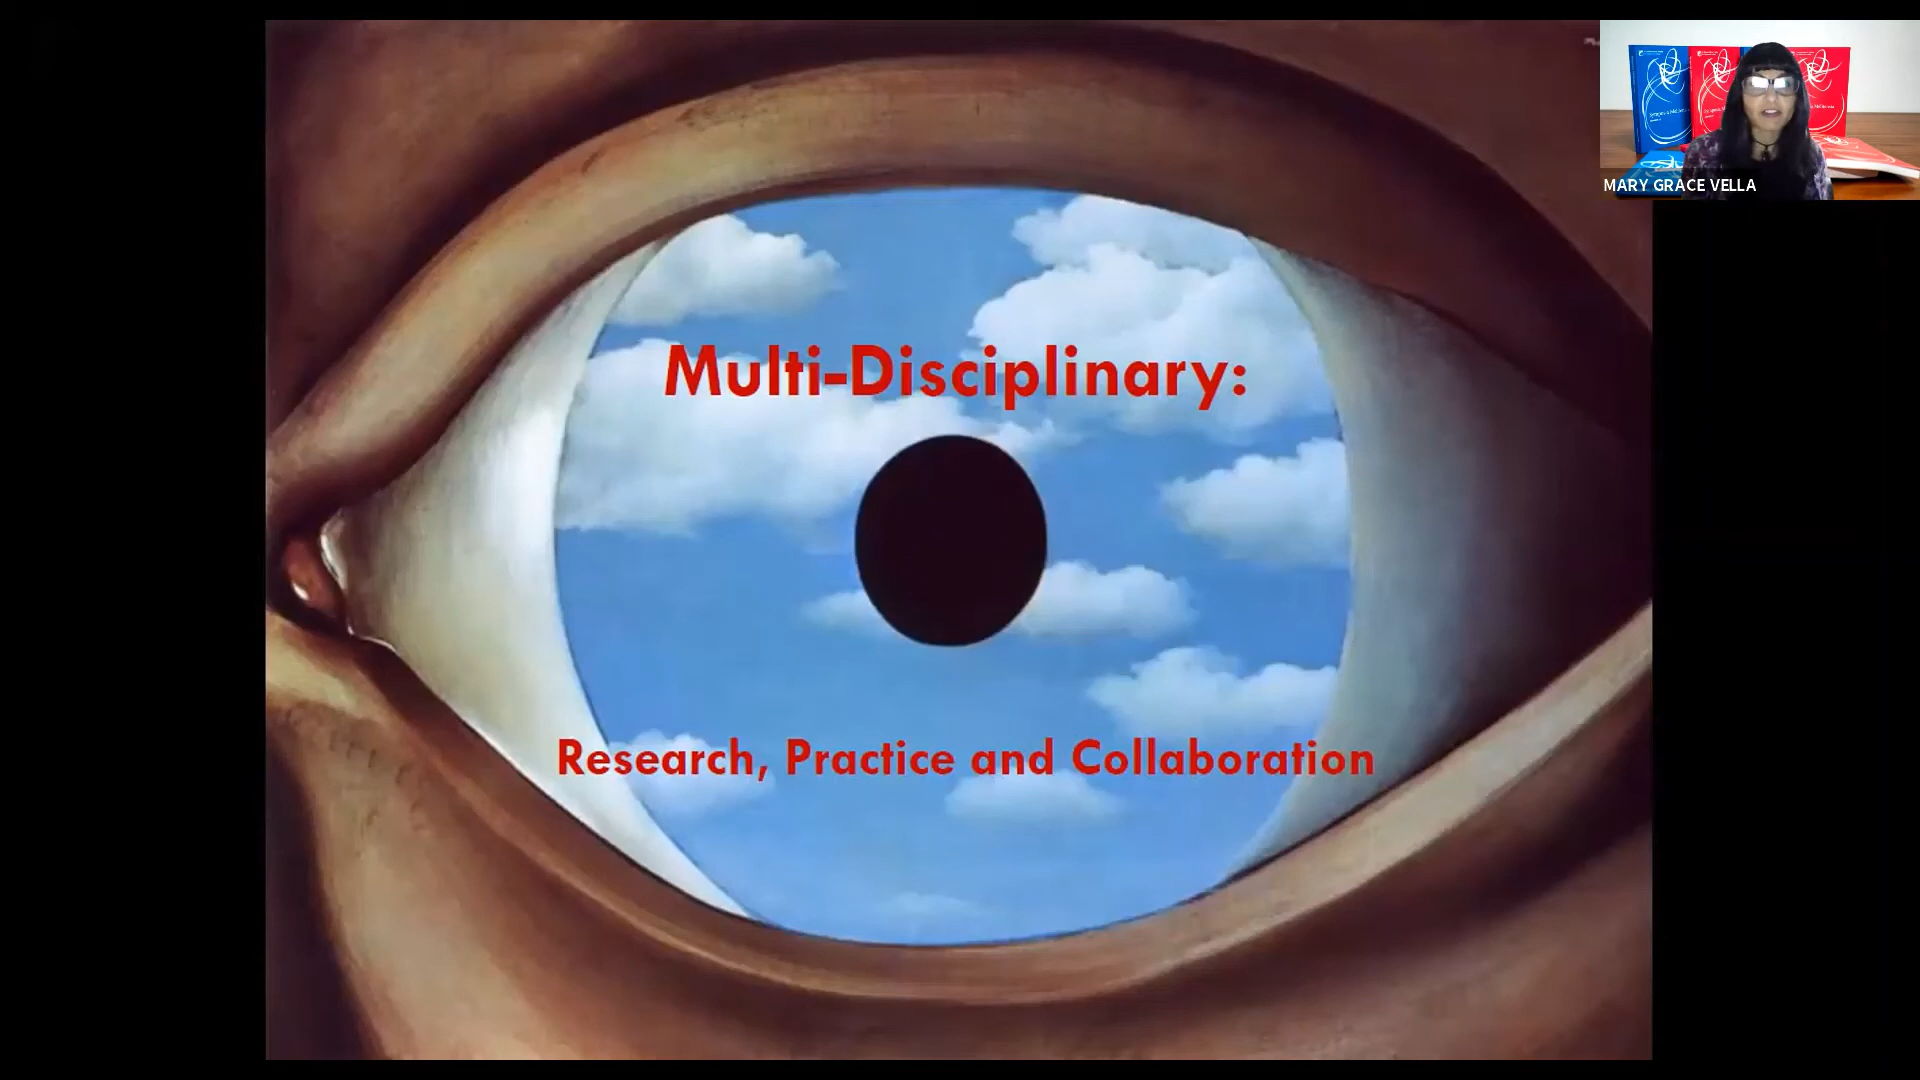 Multi-Disciplinary:
Research, Practice and Collaboration
MARY GRACE VELLA